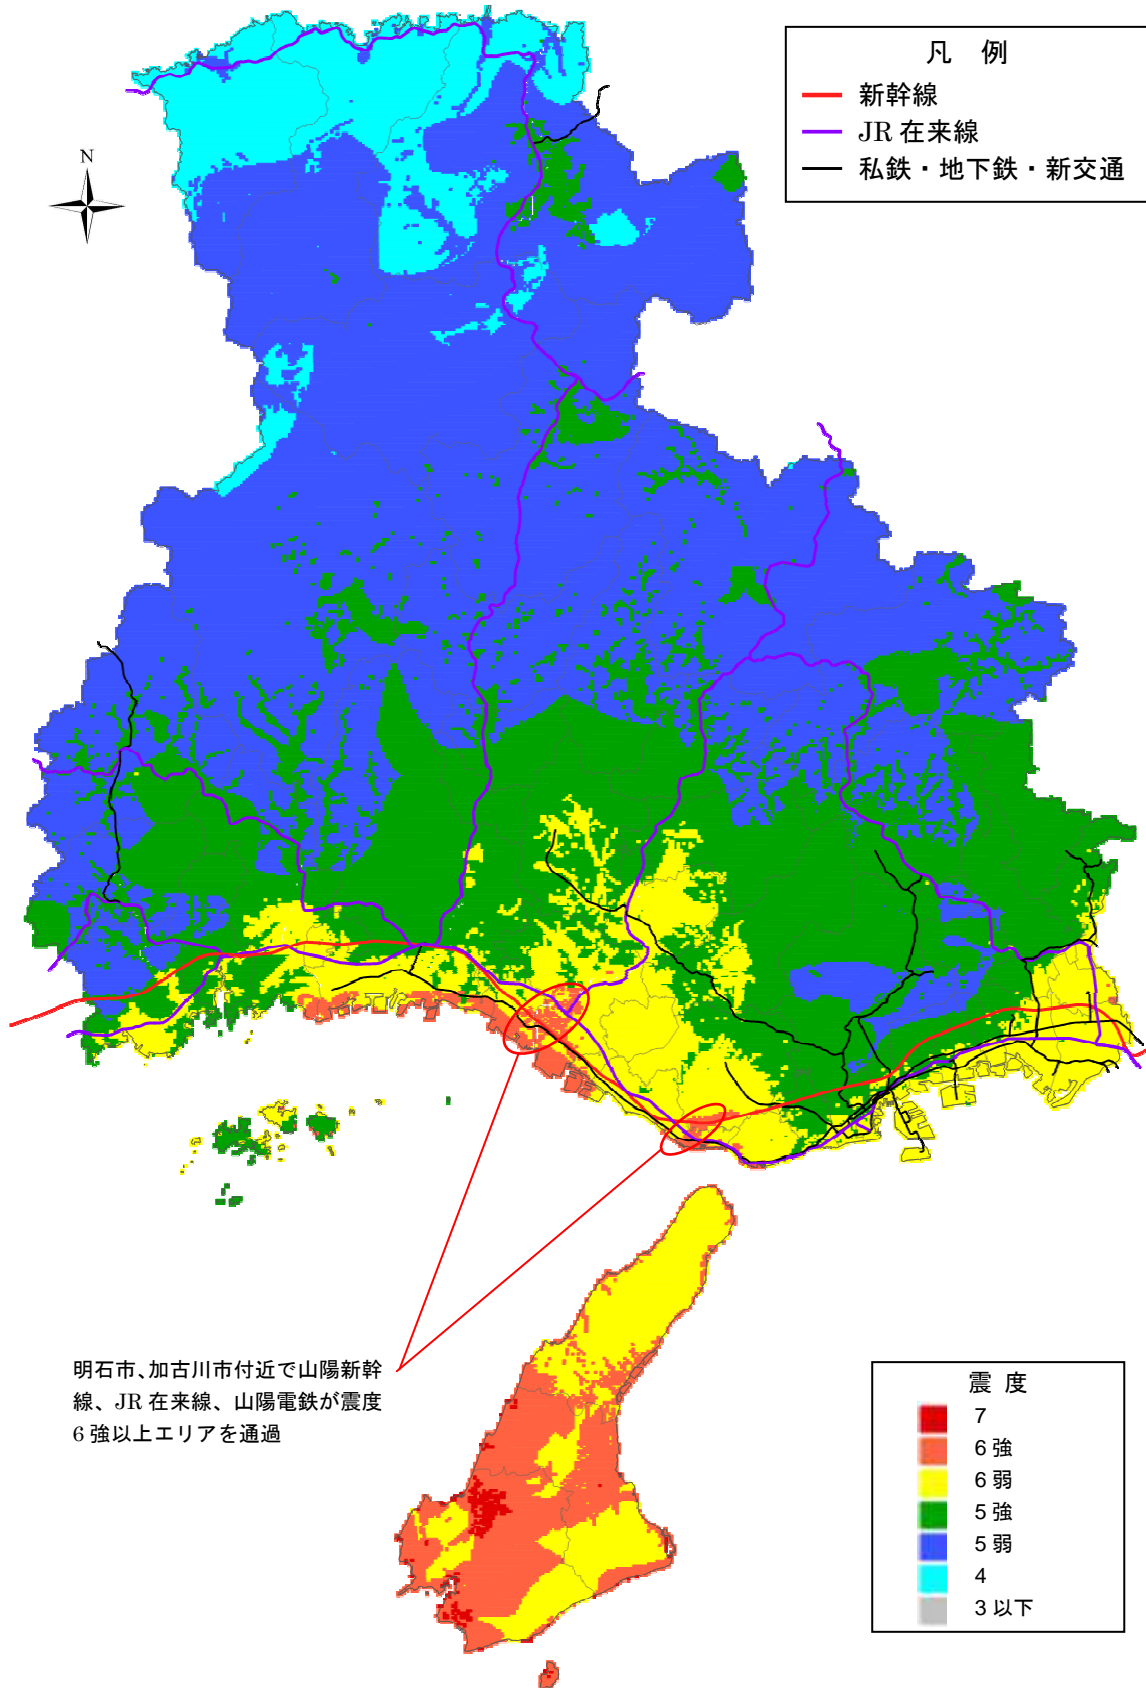 凡 例
新幹線
JR 在来線
私鉄・地下鉄・新交通
N
明石市、加古川市付近で山陽新幹
線、JR 在来線、山陽電鉄が震度
6 強以上エリアを通過
震 度
7
6 強
6 弱
5 強
5 弱
4
3 以下